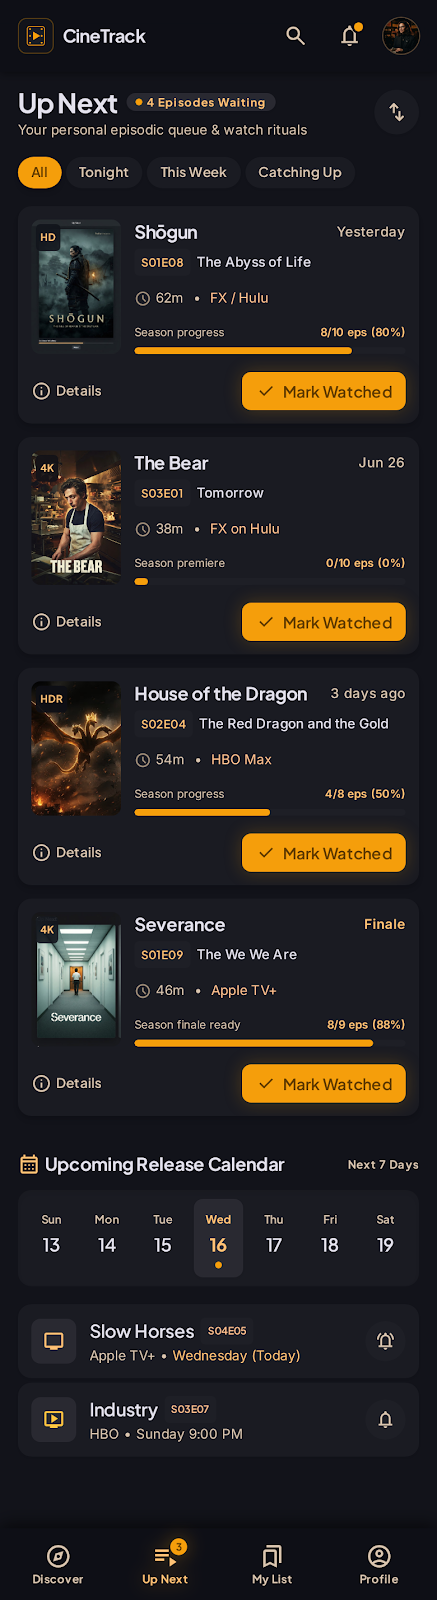 CineTrack
Up Next
4 Episodes Waiting
Your personal episodic queue & watch rituals
All
Tonight
This Week
Catching Up
HD
SHŌGUN
Shōgun
Yesterday
S01E08
The Abyss of Life
62m • FX / Hulu
Season progress
8/10 eps (80%)
Details
Mark Watched
4K
THE BEAR
The Bear
Jun 26
S03E01
Tomorrow
38m • FX on Hulu
Season premiere
0/10 eps (0%)
Details
Mark Watched
HDR
House of the Dragon
3 days ago
S02E04
The Red Dragon and the Gold
54m • HBO Max
Season progress
4/8 eps (50%)
Details
Mark Watched
4K
Severance
Severance
Finale
S01E09
The We We Are
46m • Apple TV+
Season finale ready
8/9 eps (88%)
Details
Mark Watched
Upcoming Release Calendar
Next 7 Days
Sun Mon Tue Wed Thu Fri Sat
13 14 15 16 17 18 19
Slow Horses
S04E05
Apple TV+ • Wednesday (Today)
Industry
S03E07
HBO • Sunday 9:00 PM
3
Discover
Up Next
My List
Profile